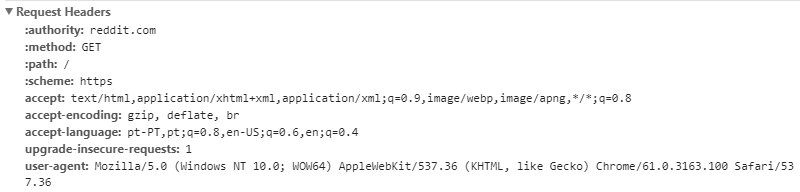 Request Headers
:authority: reddit.com
:method: GET
:path: /
:scheme: https
accept: text/html,application/xhtml+xml,application/xml;q=0.9,image/webp,image/apng,*/*;q=0.8
accept-encoding: gzip, deflate, br
accept-language: pt-PT,pt;q=0.8,en-US;q=0.6,en;q=0.4
upgrade-insecure-requests: 1
user-agent: Mozilla/5.0 (Windows NT 10.0; WOW64) AppleWebKit/537.36 (KHTML, like Gecko) Chrome/61.0.3163.100 Safari/53
7.36